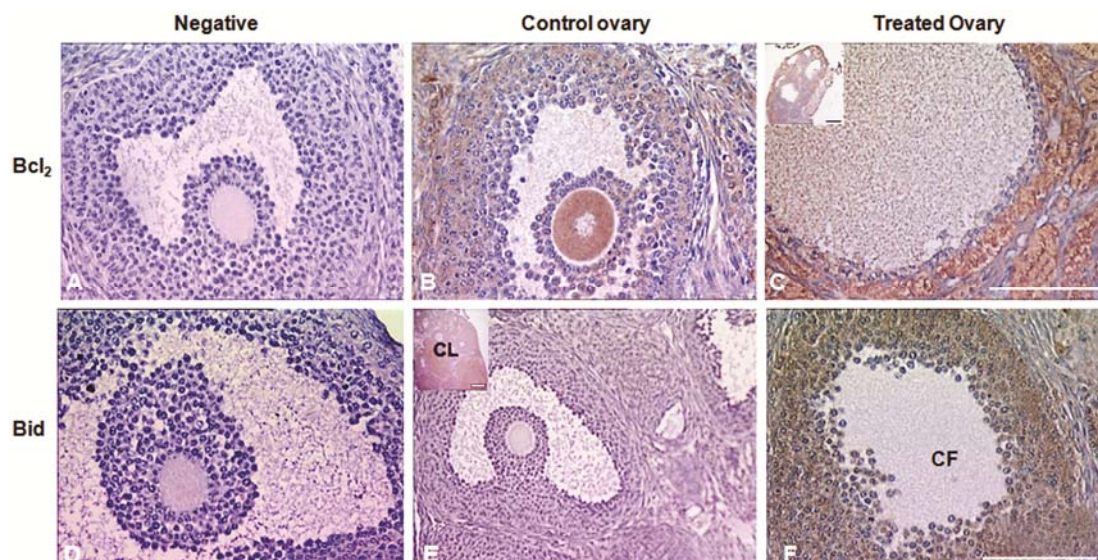 Negative Control ovary Treated Ovary
Bcl₂
A B C
CL
Bid
CF
D E F